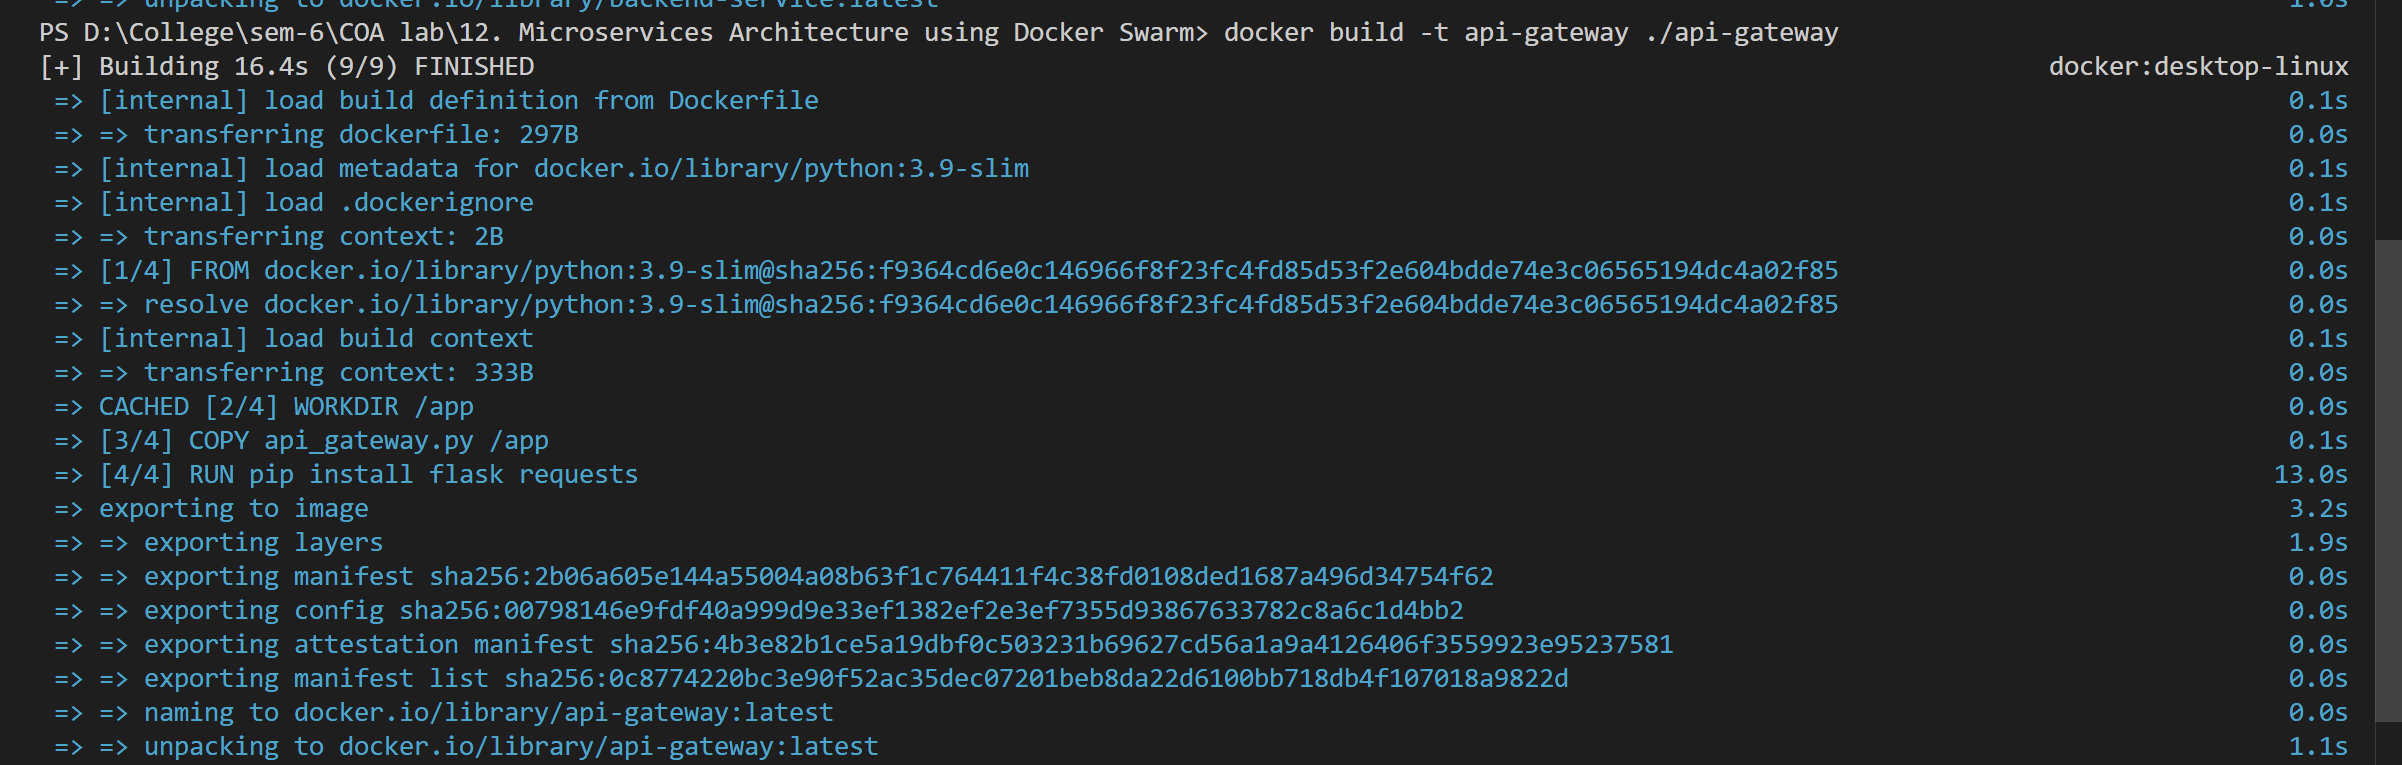 => => unpacking to docker.io/library/backend-service:latest 1.0s
PS D:\College\sem-6\COA lab\12. Microservices Architecture using Docker Swarm> docker build -t api-gateway ./api-gateway
[+] Building 16.4s (9/9) FINISHED docker:desktop-linux
=> [internal] load build definition from Dockerfile 0.1s
=> => transferring dockerfile: 297B 0.0s
=> [internal] load metadata for docker.io/library/python:3.9-slim 0.1s
=> [internal] load .dockerignore 0.1s
=> => transferring context: 2B 0.0s
=> [1/4] FROM docker.io/library/python:3.9-slim@sha256:f9364cd6e0c146966f8f23fc4fd85d53f2e604bdde74e3c06565194dc4a02f85 0.0s
=> => resolve docker.io/library/python:3.9-slim@sha256:f9364cd6e0c146966f8f23fc4fd85d53f2e604bdde74e3c06565194dc4a02f85 0.0s
=> [internal] load build context 0.1s
=> => transferring context: 333B 0.0s
=> CACHED [2/4] WORKDIR /app 0.0s
=> [3/4] COPY api_gateway.py /app 0.1s
=> [4/4] RUN pip install flask requests 13.0s
=> exporting to image 3.2s
=> => exporting layers 1.9s
=> => exporting manifest sha256:2b06a605e144a55004a08b63f1c764411f4c38fd0108ded1687a496d34754f62 0.0s
=> => exporting config sha256:00798146e9fdf40a999d9e33ef1382ef2e3ef7355d93867633782c8a6c1d4bb2 0.0s
=> => exporting attestation manifest sha256:4b3e82b1ce5a19dbf0c503231b69627cd56a1a9a4126406f3559923e95237581 0.0s
=> => exporting manifest list sha256:0c8774220bc3e90f52ac35dec07201beb8da22d6100bb718db4f107018a9822d 0.0s
=> => naming to docker.io/library/api-gateway:latest 0.0s
=> => unpacking to docker.io/library/api-gateway:latest 1.1s